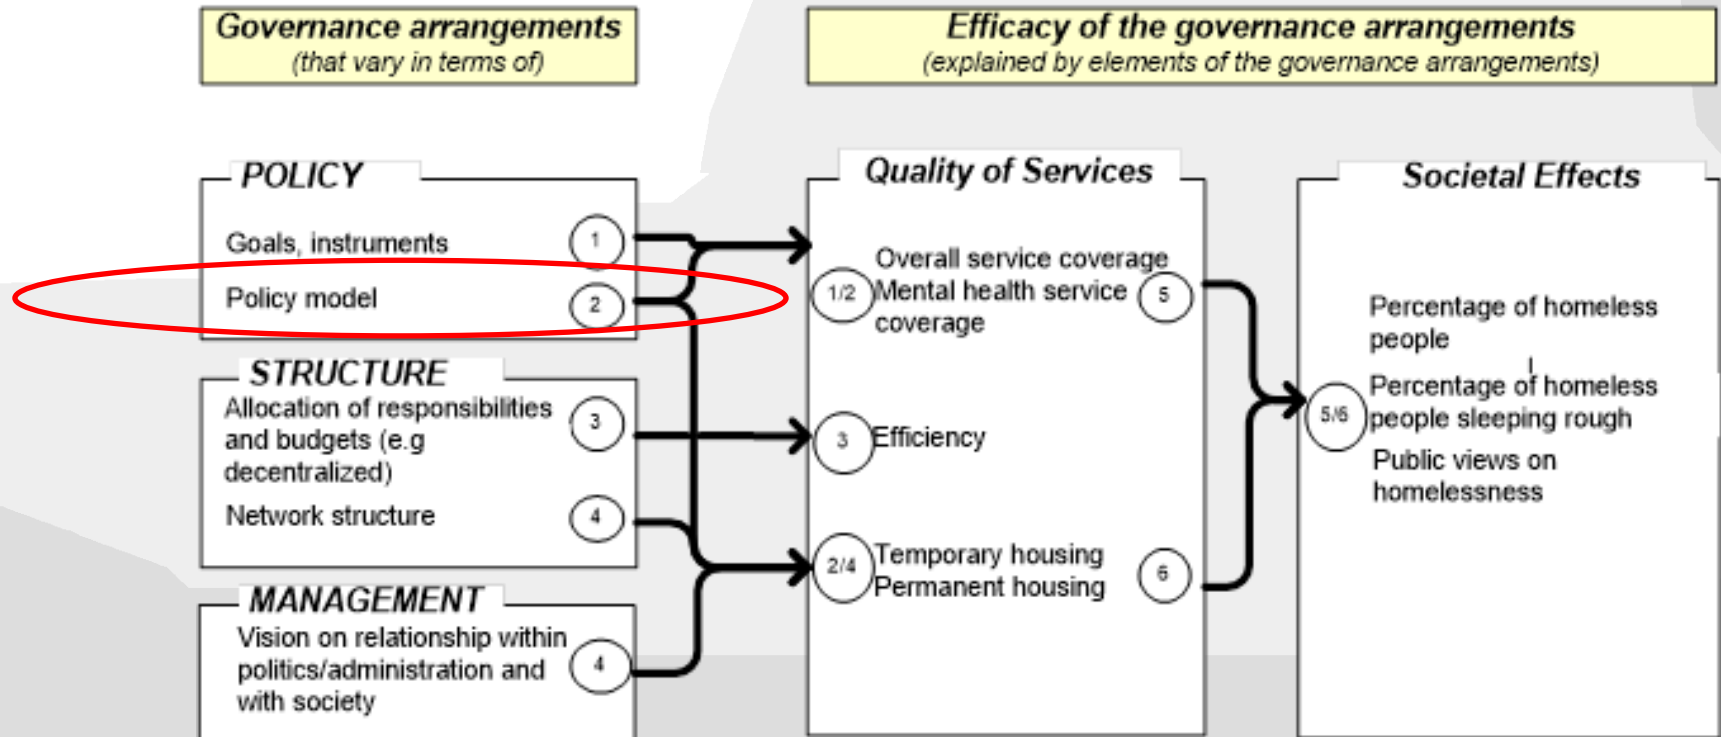 Governance arrangements
(that vary in terms of)
Efficacy of the governance arrangements
(explained by elements of the governance arrangements)
POLICY
Goals, instruments
1
Policy model
2
STRUCTURE
Allocation of responsibilities
and budgets (e.g
decentralized)
3
Network structure
4
MANAGEMENT
Vision on relationship within
politics/administration and
with society
4
Quality of Services
1/2
Overall service coverage
Mental health service
coverage
5
3
Efficiency
2/4
Temporary housing
Permanent housing
6
Societal Effects
5/6
Percentage of homeless
people
Percentage of homeless
people sleeping rough
Public views on
homelessness